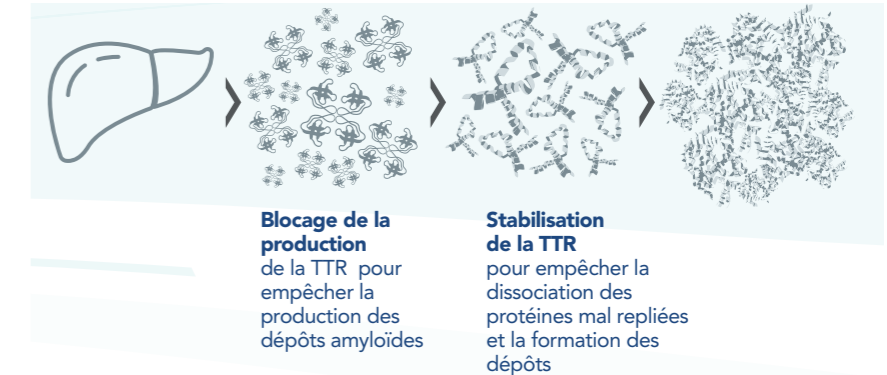 Blocage de la
production
de la TTR pour
empêcher la
production des
dépôts amyloïdes
Stabilisation
de la TTR
pour empêcher la
dissociation des
protéines mal repliées
et la formation des
dépôts